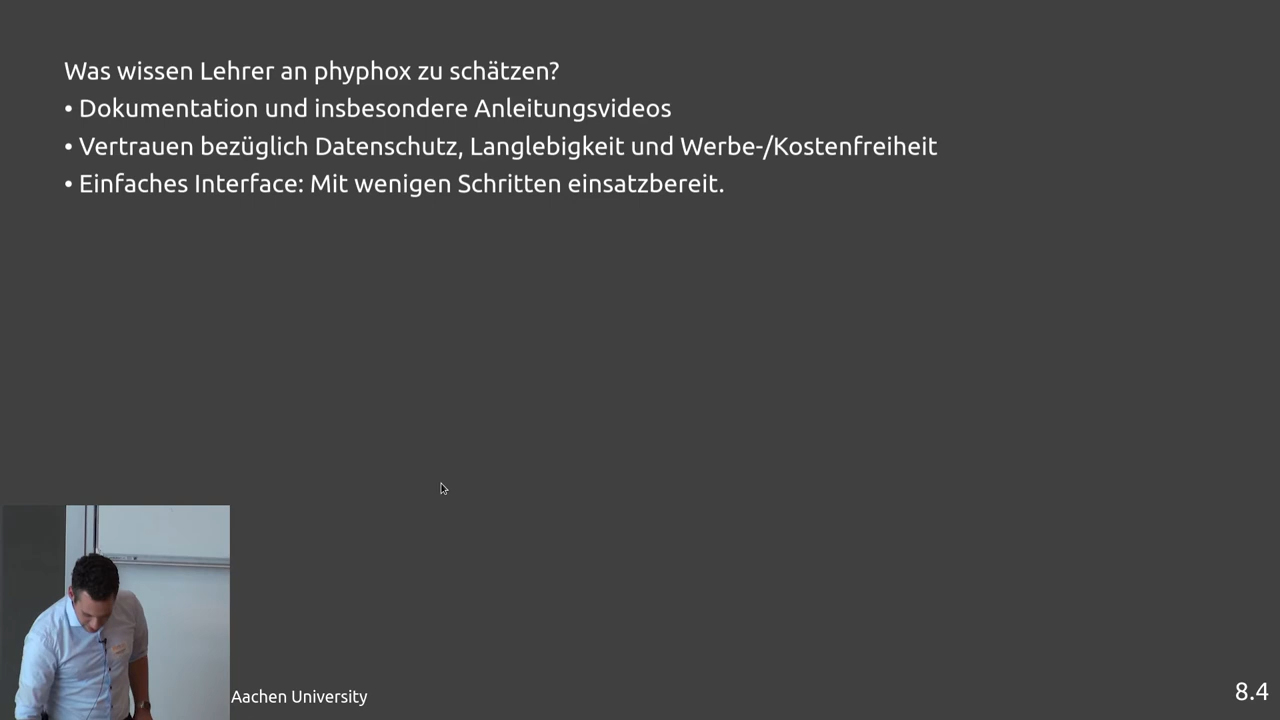 Was wissen Lehrer an phyphox zu schätzen?
• Dokumentation und insbesondere Anleitungsvideos
• Vertrauen bezüglich Datenschutz, Langlebigkeit und Werbe-/Kostenfreiheit
• Einfaches Interface: Mit wenigen Schritten einsatzbereit.
Aachen University
8.4